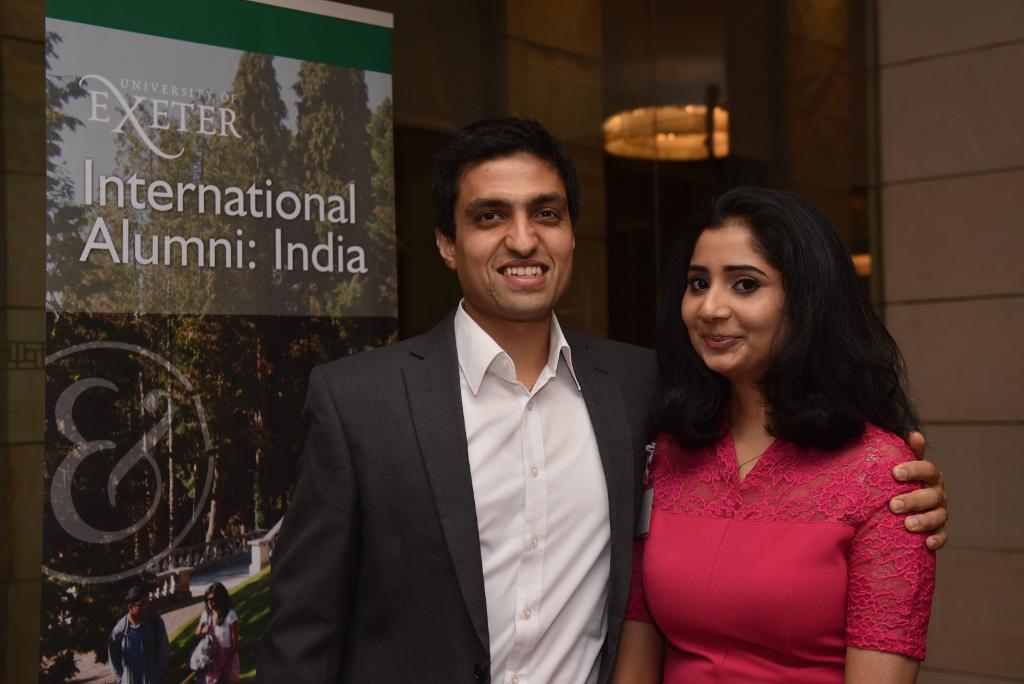 UNIVERSITY OF
EXETER
International
Alumni: India
&